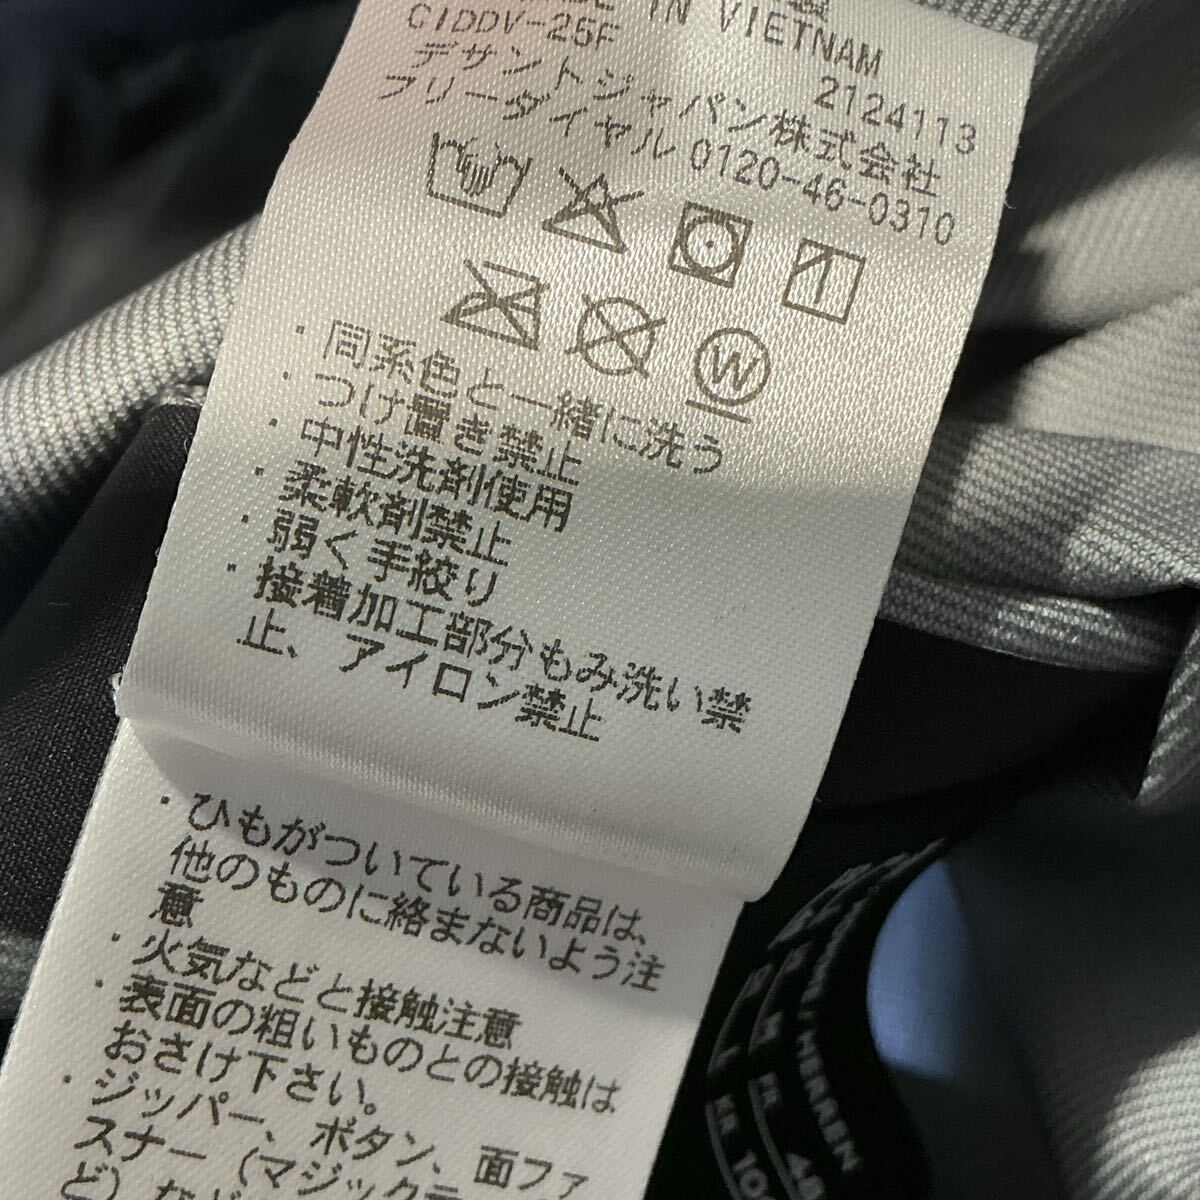 IN VIETNAM
CIDDV-25F 2124113
デサントジャパン株式会社
フリーダイヤル 0120-46-0310
W
・同系色と一緒に洗う
・つけ置き禁止
・中性洗剤使用
・柔軟剤禁止
・弱く手絞り
・接着加工部分もみ洗い禁
止、アイロン禁止
・ひもがついている商品は、
他のものに絡まないよう注
意
・火気などと接触注意
・表面の粗いものとの接触は
おさけ下さい。
・ジッパー、ボタン、面ファ
スナー（マジックテ
ど）など
HERREN